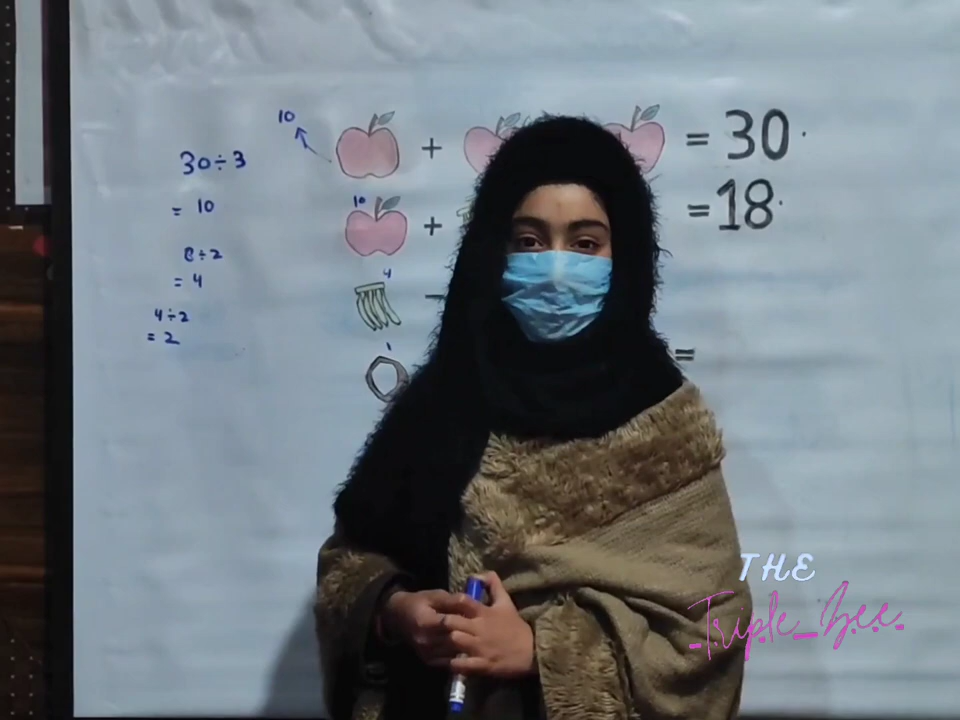 10
+ = 30
30÷3
= 10
10 + = 18
8÷2
= 4
4
4÷2
= 2
1
=
THE
Triple_Bee.